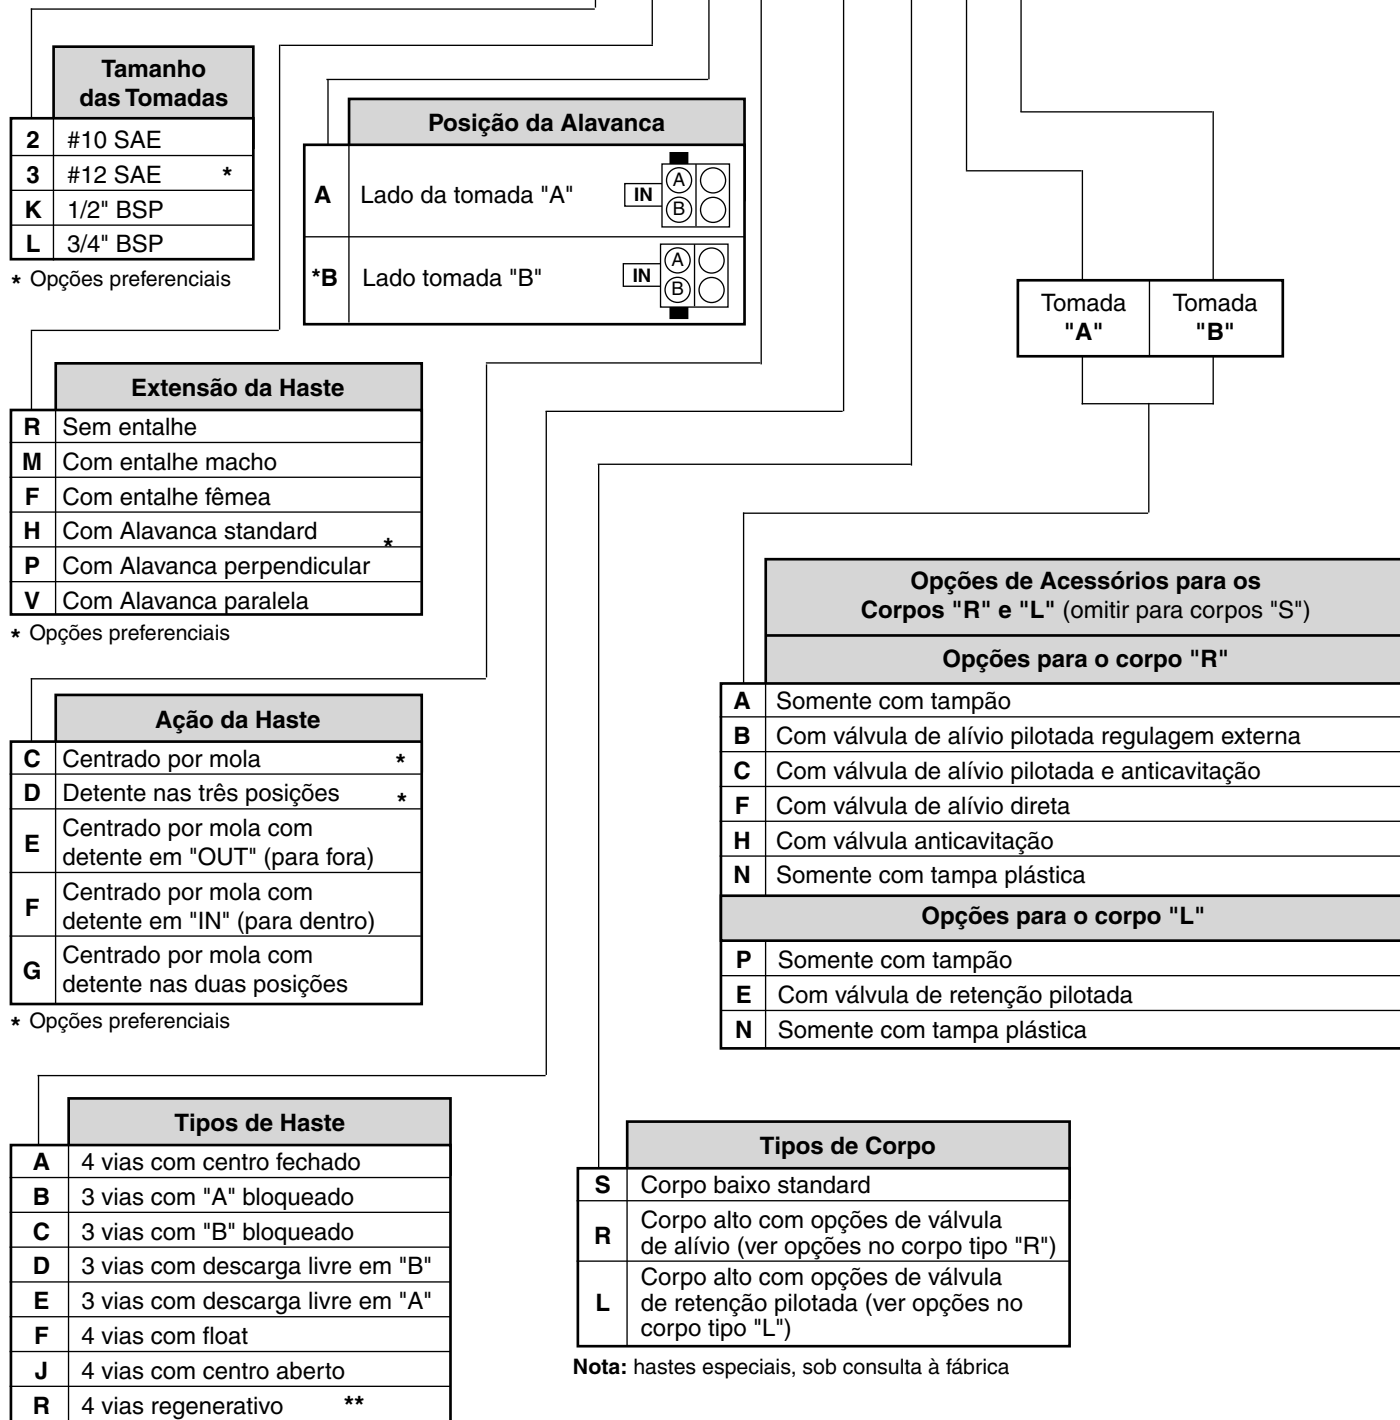 Tamanho
das Tomadas
2 #10 SAE
3 #12 SAE *
K 1/2" BSP
L 3/4" BSP
* Opções preferenciais
Posição da Alavanca
A Lado da tomada "A" IN A B
*B Lado tomada "B" IN A B
Tomada "A"
Tomada "B"
Extensão da Haste
R Sem entalhe
M Com entalhe macho
F Com entalhe fêmea
H Com Alavanca standard *
P Com Alavanca perpendicular
V Com Alavanca paralela
* Opções preferenciais
Ação da Haste
C Centrado por mola *
D Detente nas três posições *
E Centrado por mola com
detente em "OUT" (para fora)
F Centrado por mola com
detente em "IN" (para dentro)
G Centrado por mola com
detente nas duas posições
* Opções preferenciais
Opções de Acessórios para os
Corpos "R" e "L" (omitir para corpos "S")
Opções para o corpo "R"
A Somente com tampão
B Com válvula de alívio pilotada regulagem externa
C Com válvula de alívio pilotada e anticavitação
F Com válvula de alívio direta
H Com válvula anticavitação
N Somente com tampa plástica
Opções para o corpo "L"
P Somente com tampão
E Com válvula de retenção pilotada
N Somente com tampa plástica
Tipos de Haste
A 4 vias com centro fechado
B 3 vias com "A" bloqueado
C 3 vias com "B" bloqueado
D 3 vias com descarga livre em "B"
E 3 vias com descarga livre em "A"
F 4 vias com float
J 4 vias com centro aberto
R 4 vias regenerativo **
Tipos de Corpo
S Corpo baixo standard
R Corpo alto com opções de válvula
de alívio (ver opções no corpo tipo "R")
L Corpo alto com opções de válvula
de retenção pilotada (ver opções no
corpo tipo "L")
Nota: hastes especiais, sob consulta à fábrica